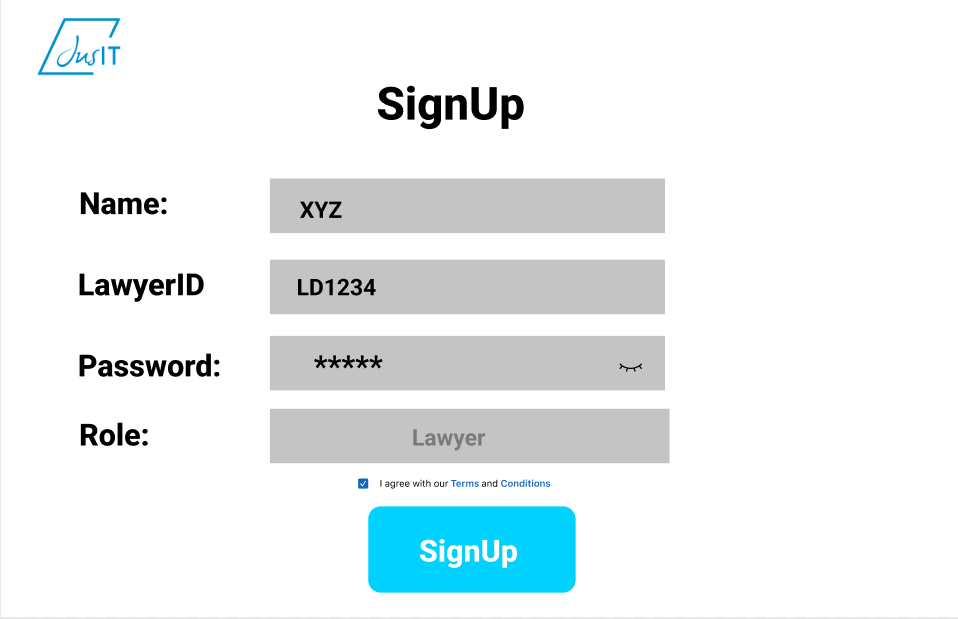 JusIT
SignUp
Name:
XYZ
LawyerID
LD1234
Password:
*****
Role:
Lawyer
I agree with our Terms and Conditions
SignUp